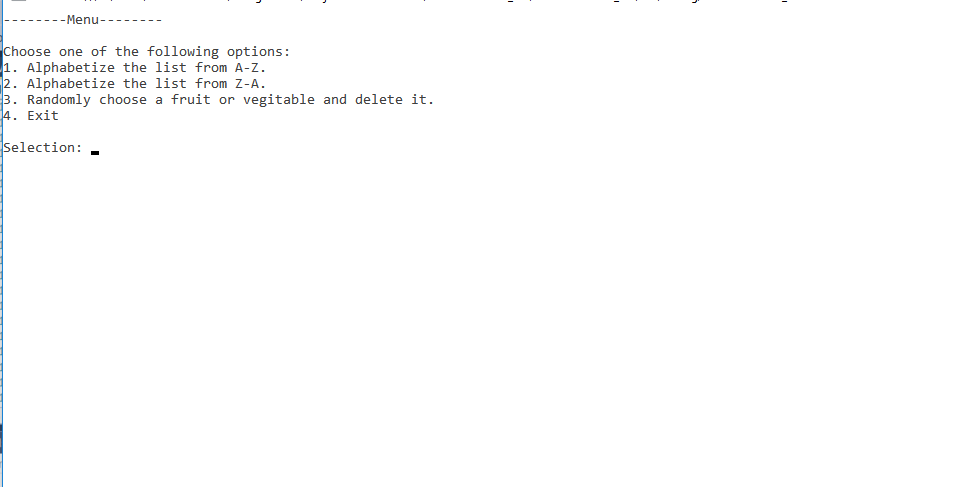 --------Menu--------
Choose one of the following options:
1. Alphabetize the list from A-Z.
2. Alphabetize the list from Z-A.
3. Randomly choose a fruit or vegitable and delete it.
4. Exit
Selection: